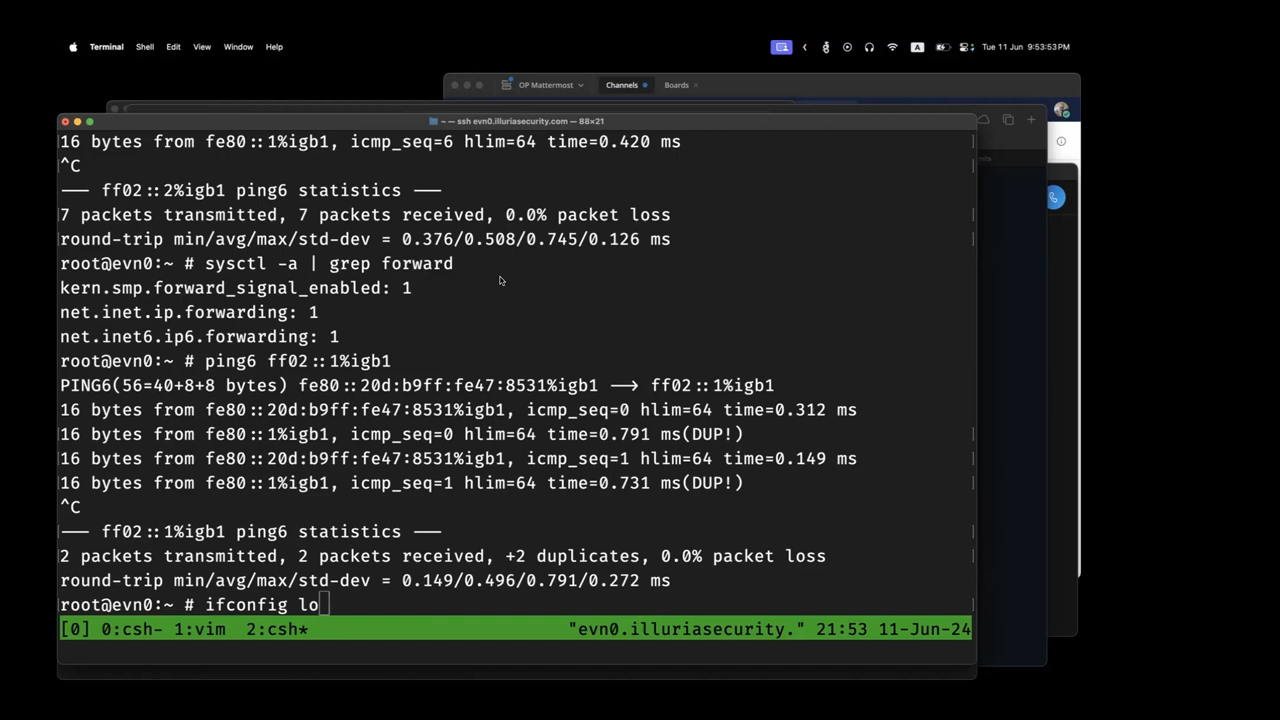 Terminal Shell Edit View Window Help
A Tue 11 Jun 9:53:53 PM
OP Mattermost Channels Boards
~ — ssh evn0.illuriasecurity.com — 88×21
16 bytes from fe80::1%igb1, icmp_seq=6 hlim=64 time=0.420 ms
^C
--- ff02::2%igb1 ping6 statistics ---
7 packets transmitted, 7 packets received, 0.0% packet loss
round-trip min/avg/max/std-dev = 0.376/0.508/0.745/0.126 ms
root@evn0:~ # sysctl -a | grep forward
kern.smp.forward_signal_enabled: 1
net.inet.ip.forwarding: 1
net.inet6.ip6.forwarding: 1
root@evn0:~ # ping6 ff02::1%igb1
PING6(56=40+8+8 bytes) fe80::20d:b9ff:fe47:8531%igb1 --> ff02::1%igb1
16 bytes from fe80::20d:b9ff:fe47:8531%igb1, icmp_seq=0 hlim=64 time=0.312 ms
16 bytes from fe80::1%igb1, icmp_seq=0 hlim=64 time=0.791 ms(DUP!)
16 bytes from fe80::20d:b9ff:fe47:8531%igb1, icmp_seq=1 hlim=64 time=0.149 ms
16 bytes from fe80::1%igb1, icmp_seq=1 hlim=64 time=0.731 ms(DUP!)
^C
--- ff02::1%igb1 ping6 statistics ---
2 packets transmitted, 2 packets received, +2 duplicates, 0.0% packet loss
round-trip min/avg/max/std-dev = 0.149/0.496/0.791/0.272 ms
root@evn0:~ # ifconfig lo
[0] 0:csh- 1:vim 2:csh* "evn0.illuriasecurity." 21:53 11-Jun-24